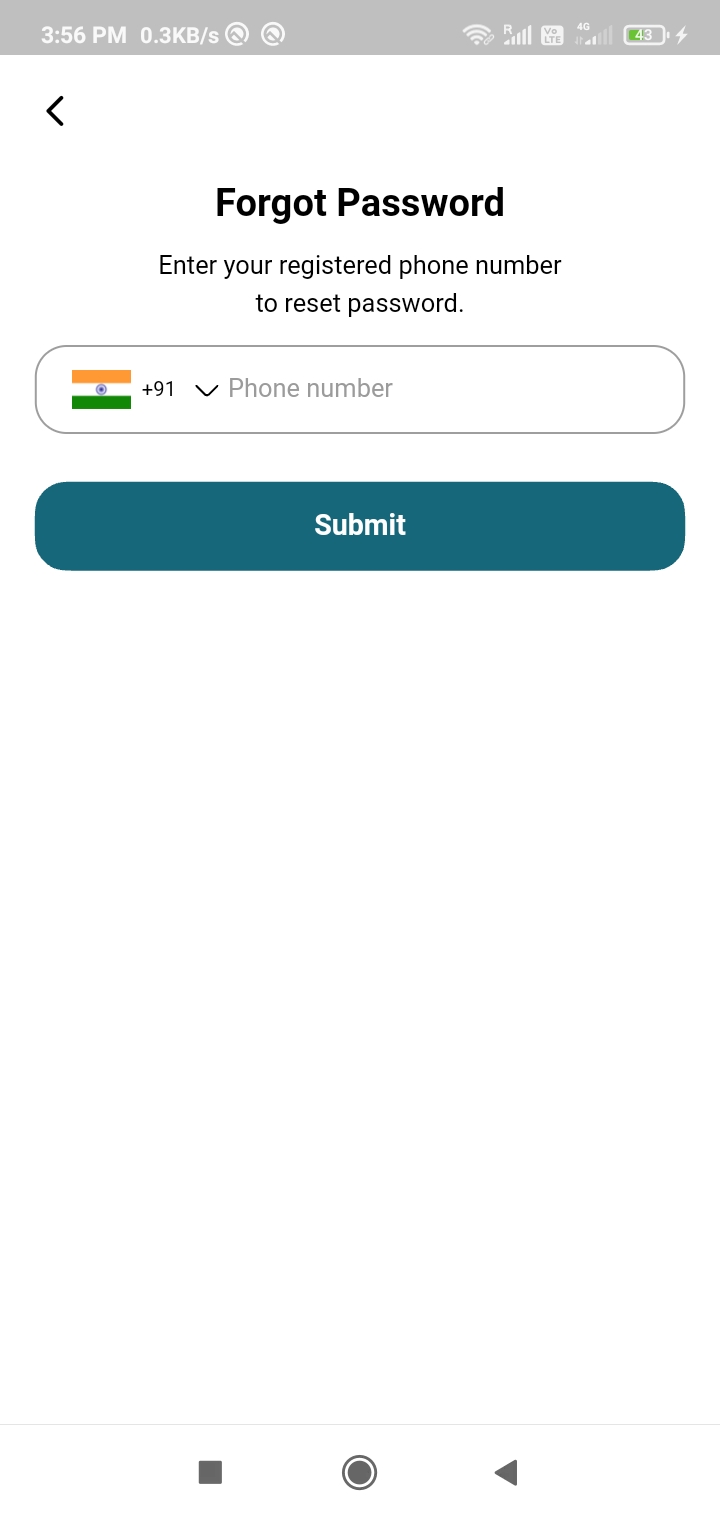 3:56 PM 0.3KB/s R Vo LTE 4G 43
Forgot Password
Enter your registered phone number
to reset password.
+91 Phone number
Submit